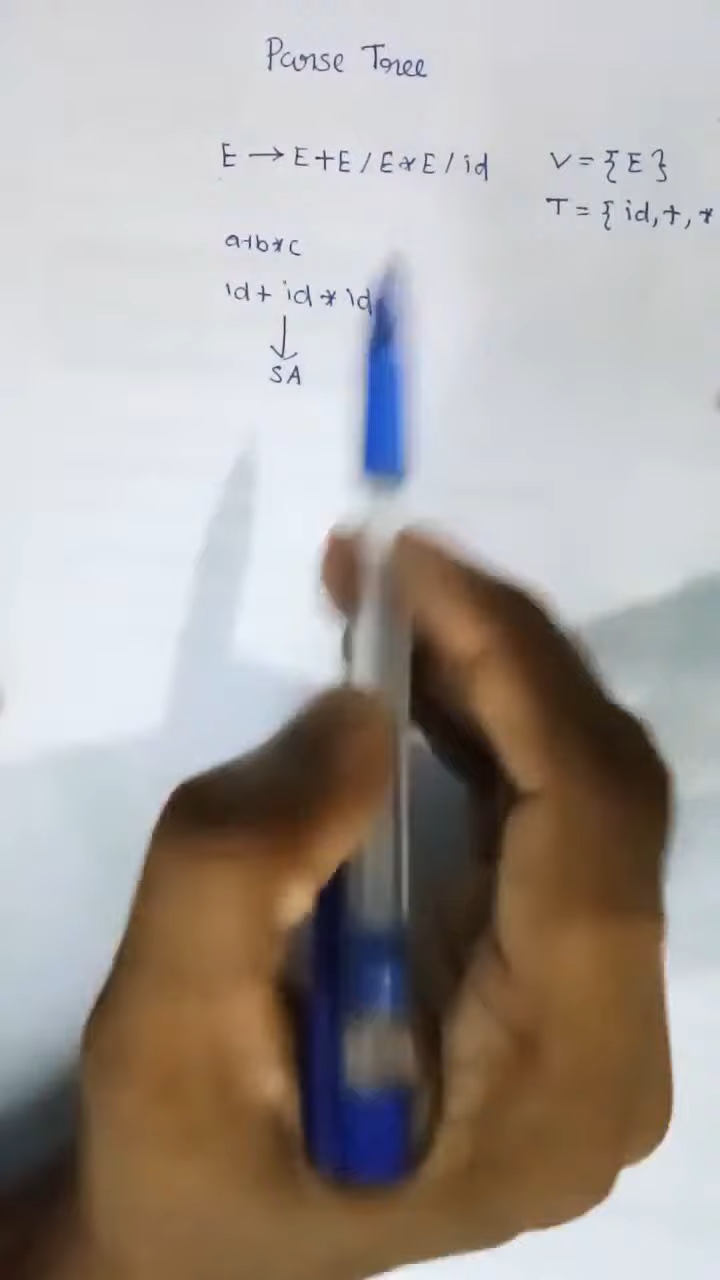 Parse Tree
E → E+E / E*E / id
V = {E}
T = { id, +, *
a+b*c
id + id * id
↓
SA